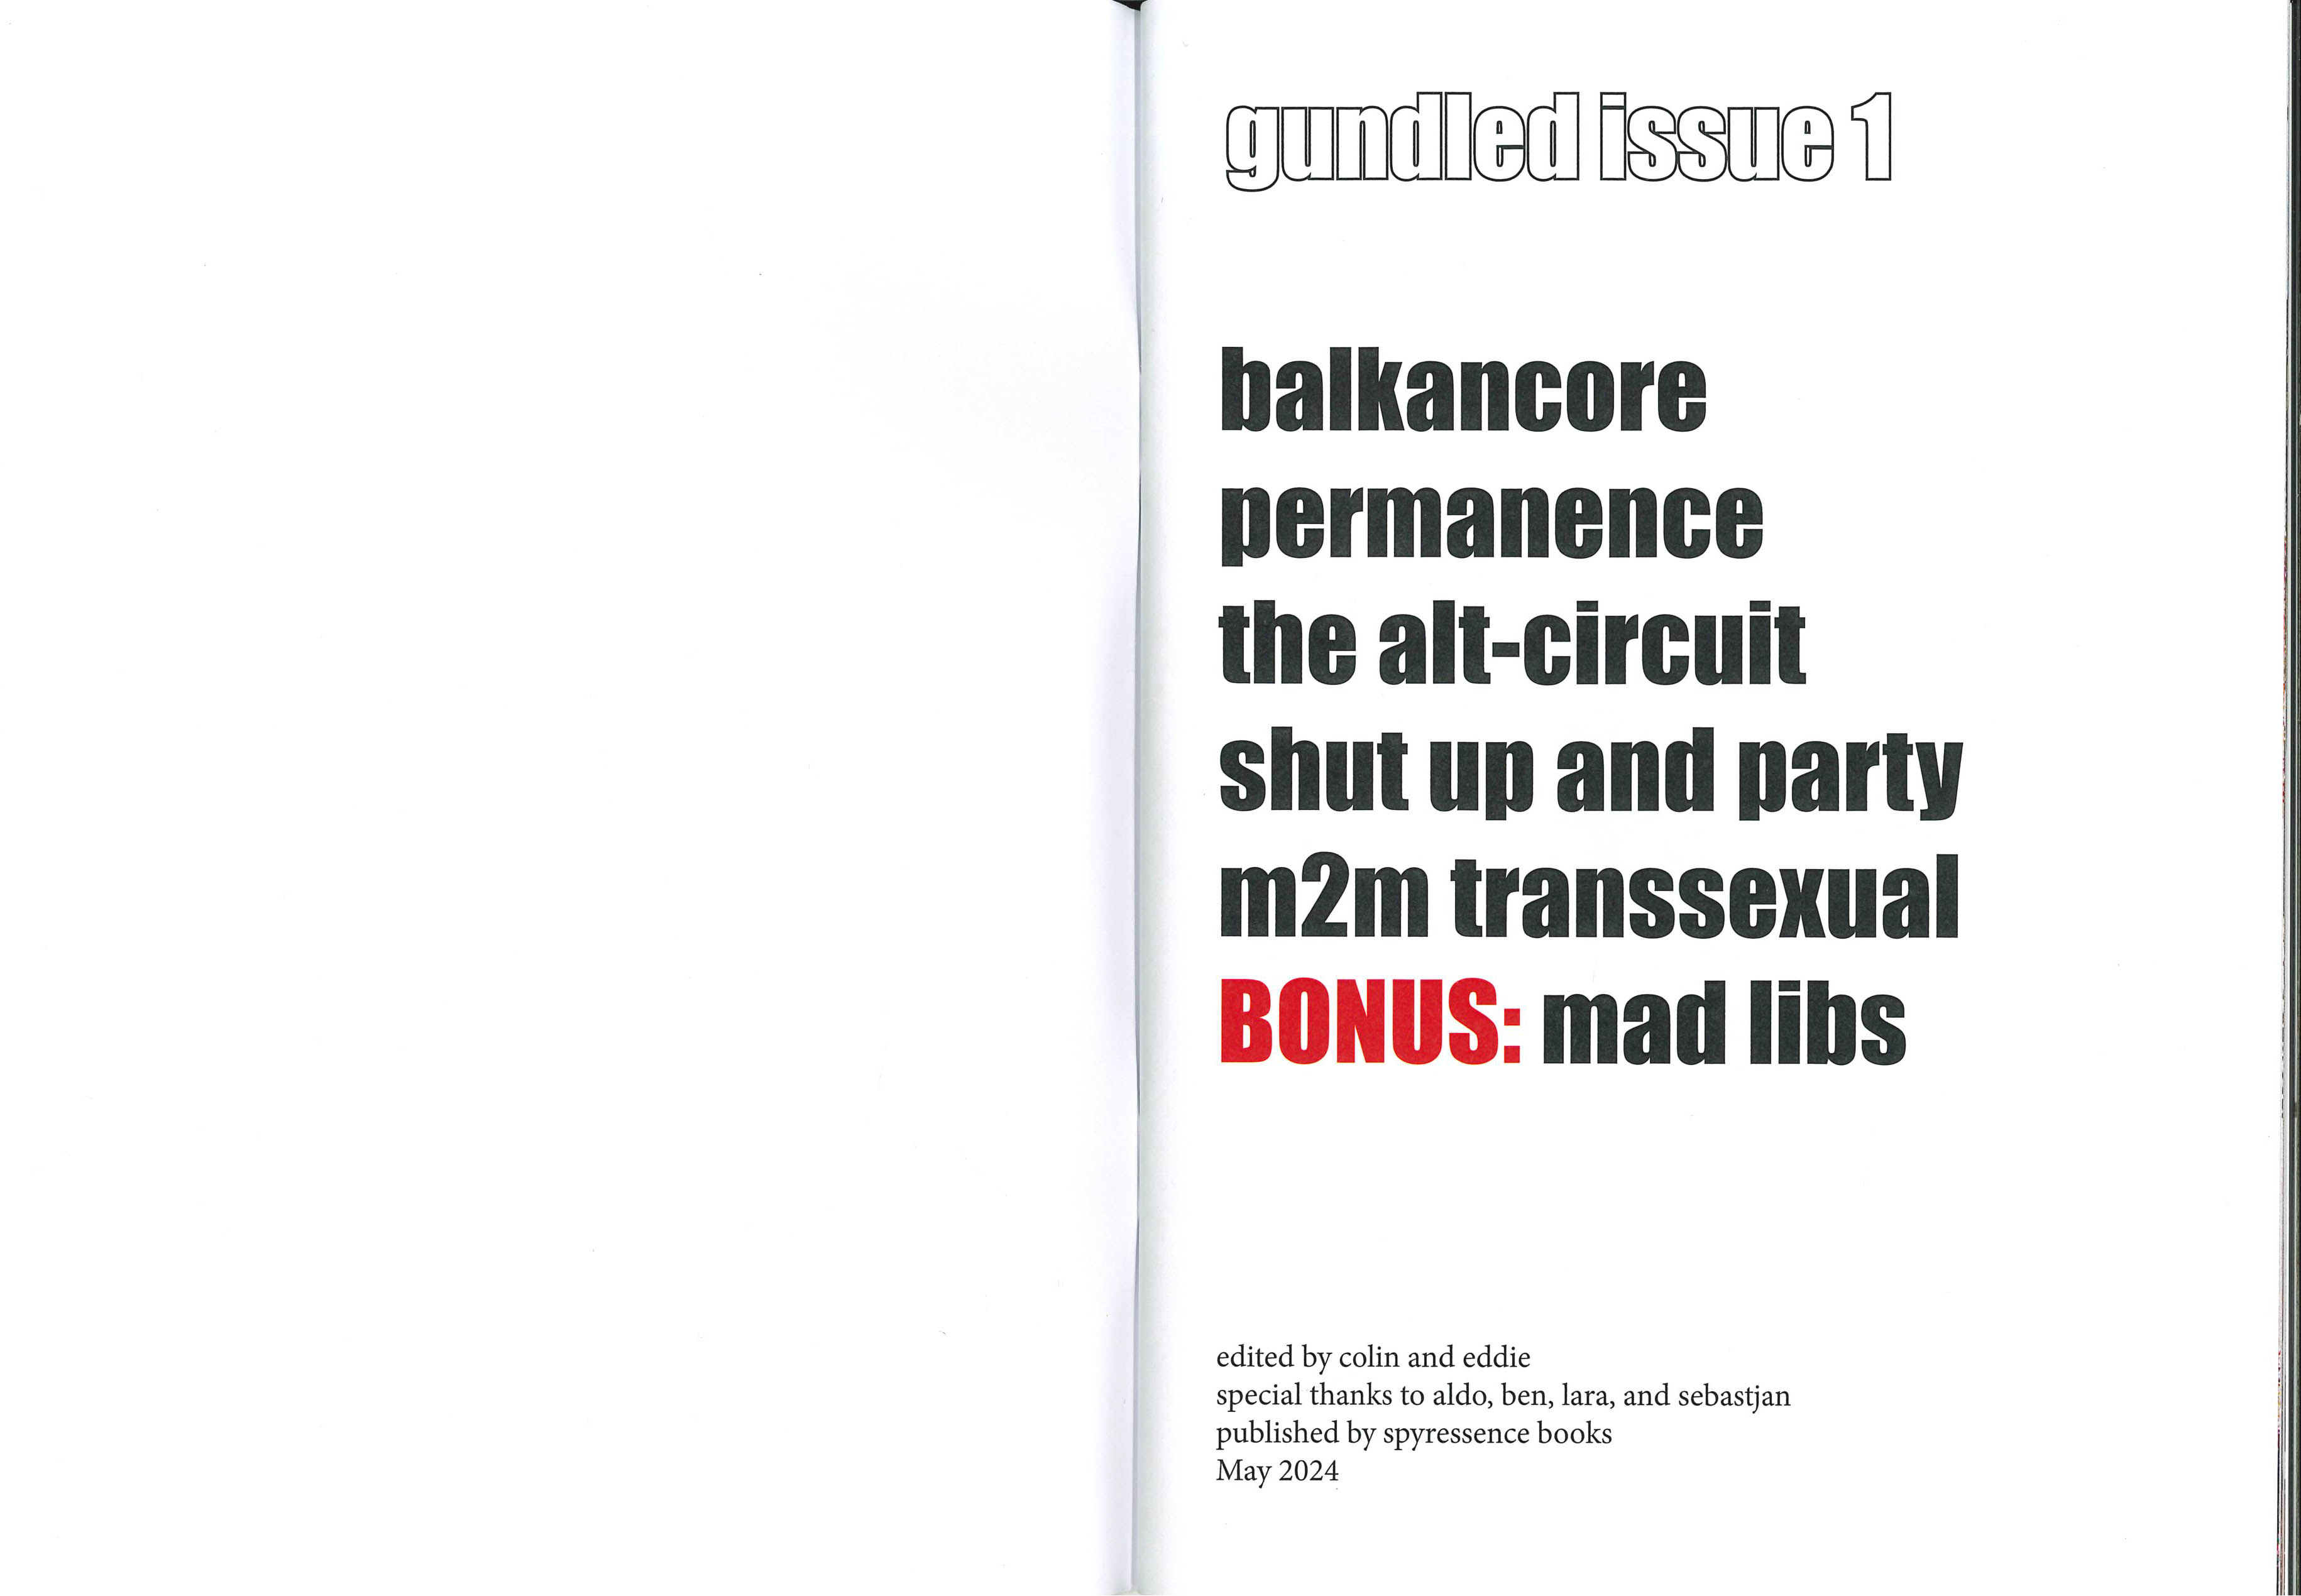 gundled issue 1
balkancore
permanence
the alt-circuit
shut up and party
m2m transsexual
BONUS: mad libs
edited by colin and eddie
special thanks to aldo, ben, lara, and sebastjan
published by spyressence books
May 2024